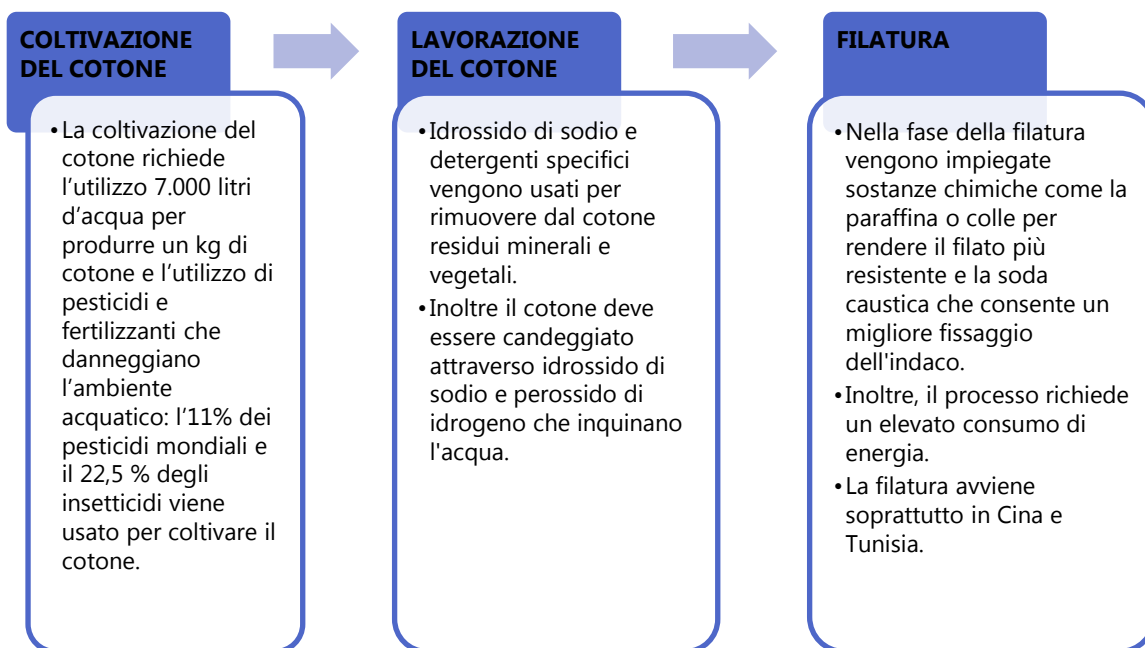 COLTIVAZIONE
DEL COTONE
•La coltivazione del
cotone richiede
l’utilizzo 7.000 litri
d’acqua per
produrre un kg di
cotone e l’utilizzo di
pesticidi e
fertilizzanti che
danneggiano
l’ambiente
acquatico: l’11% dei
pesticidi mondiali e
il 22,5 % degli
insetticidi viene
usato per coltivare il
cotone.
LAVORAZIONE
DEL COTONE
•Idrossido di sodio e
detergenti specifici
vengono usati per
rimuovere dal cotone
residui minerali e
vegetali.
•Inoltre il cotone deve
essere candeggiato
attraverso idrossido di
sodio e perossido di
idrogeno che inquinano
l'acqua.
FILATURA
•Nella fase della filatura
vengono impiegate
sostanze chimiche come la
paraffina o colle per
rendere il filato più
resistente e la soda
caustica che consente un
migliore fissaggio
dell'indaco.
•Inoltre, il processo richiede
un elevato consumo di
energia.
•La filatura avviene
soprattutto in Cina e
Tunisia.